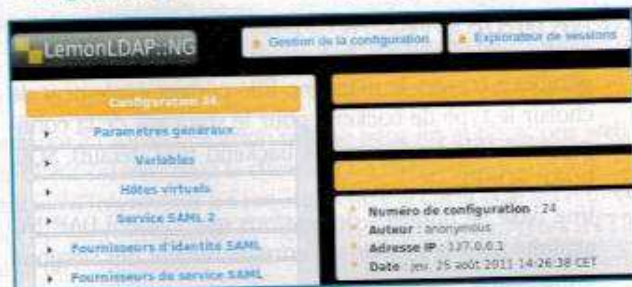 LemonLDAP::NG
Gestion de la configuration
Explorateur de sessions
Configuration 24
Paramètres généraux
Variables
Hôtes virtuels
Service SAML 2
Fournisseurs d'identité SAML
Fournisseurs de service SAML
Numéro de configuration : 24
Auteur : anonymous
Adresse IP : 127.0.0.1
Date : jeu. 25 août 2011 14:26:38 CET